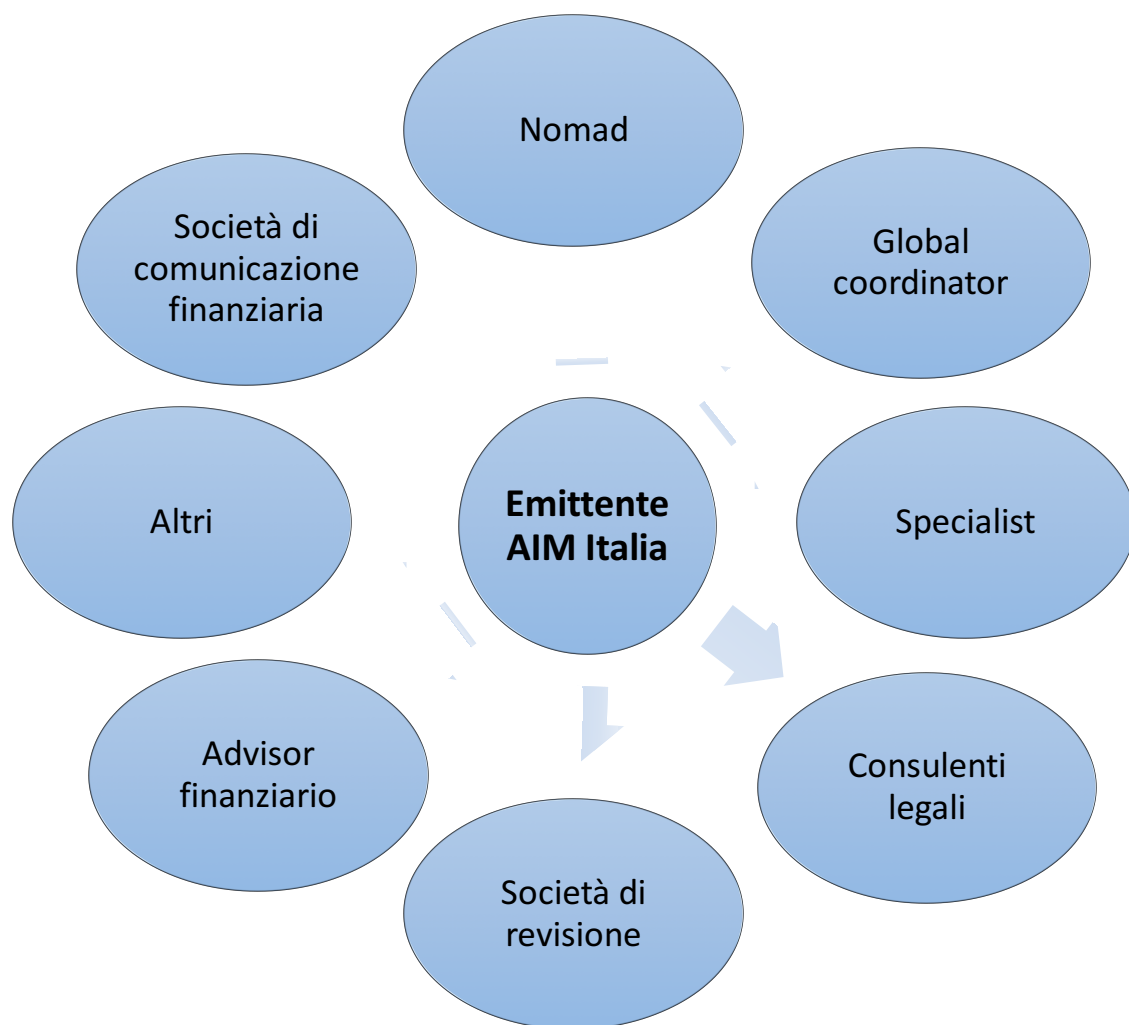 Nomad
Global
coordinator
Specialist
Consulenti
legali
Società di
revisione
Advisor
finanziario
Altri
Società di
comunicazione
finanziaria
Emittente
AIM Italia